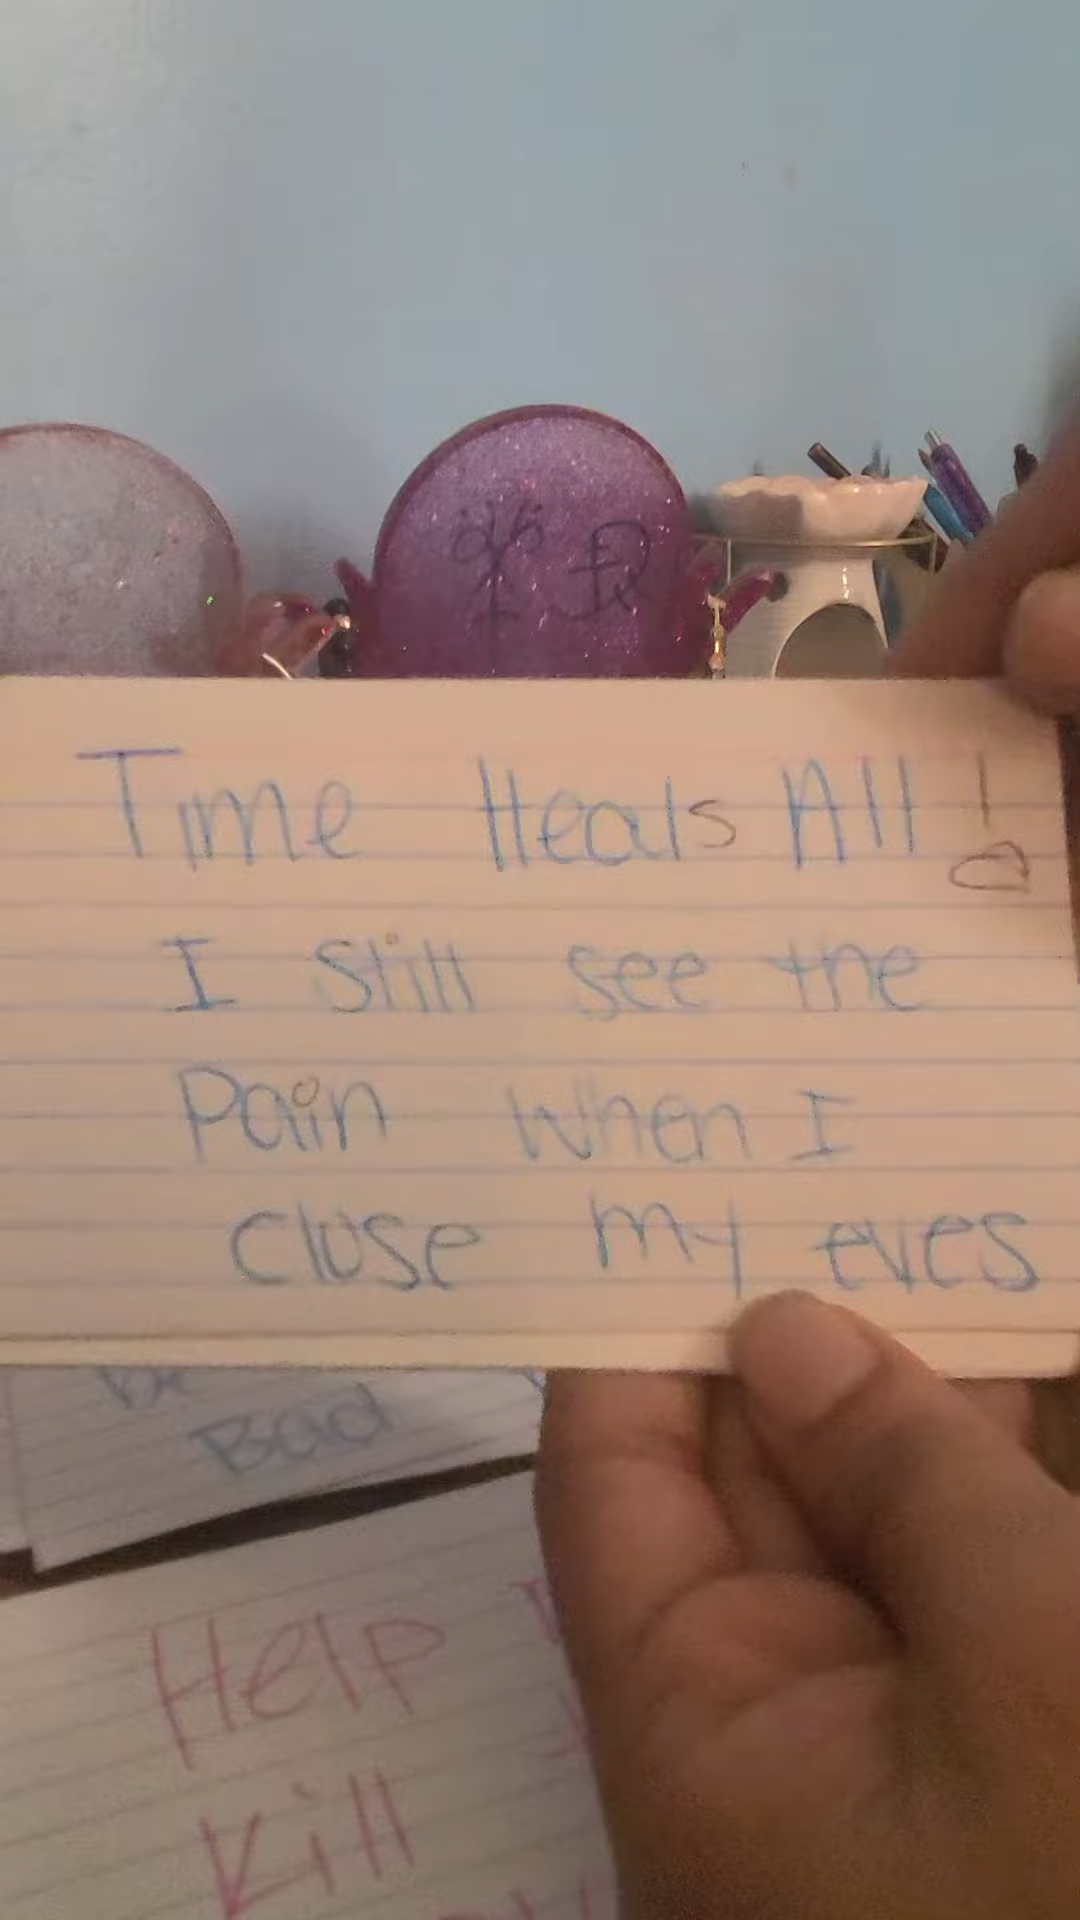 Time Heals All!
I Still see the
Pain When I
close my eyes
Bad
Help
Kill